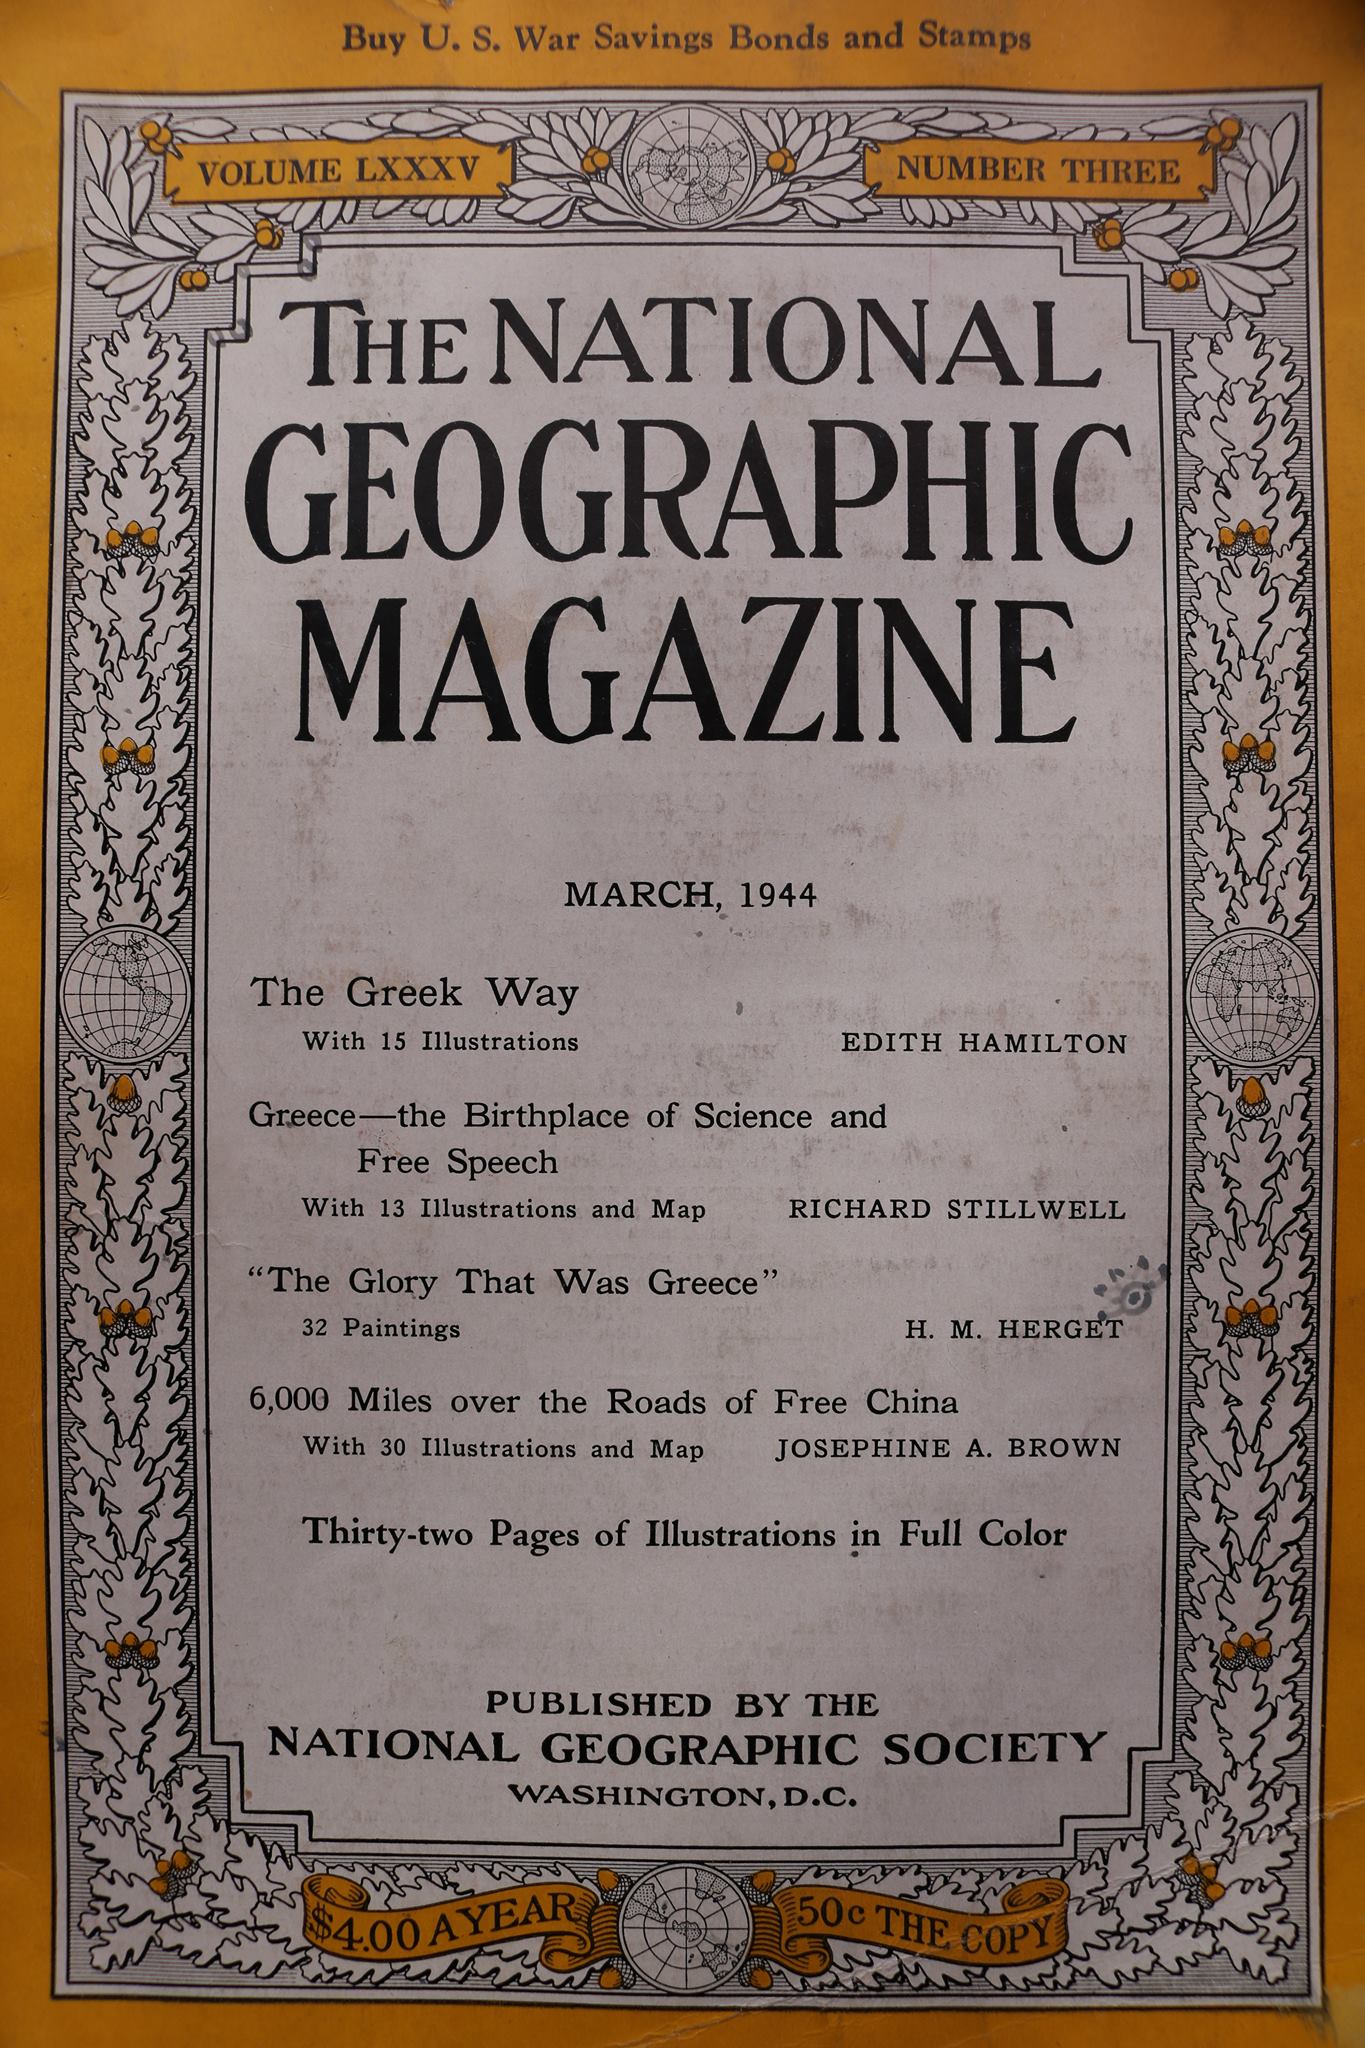 Buy U. S. War Savings Bonds and Stamps
VOLUME LXXXV
NUMBER THREE
THE NATIONAL
GEOGRAPHIC
MAGAZINE
MARCH, 1944
The Greek Way
With 15 Illustrations EDITH HAMILTON
Greece—the Birthplace of Science and
Free Speech
With 13 Illustrations and Map RICHARD STILLWELL
“The Glory That Was Greece”
32 Paintings H. M. HERGET
6,000 Miles over the Roads of Free China
With 30 Illustrations and Map JOSEPHINE A. BROWN
Thirty-two Pages of Illustrations in Full Color
PUBLISHED BY THE
NATIONAL GEOGRAPHIC SOCIETY
WASHINGTON, D.C.
$4.00 A YEAR
50c THE COPY